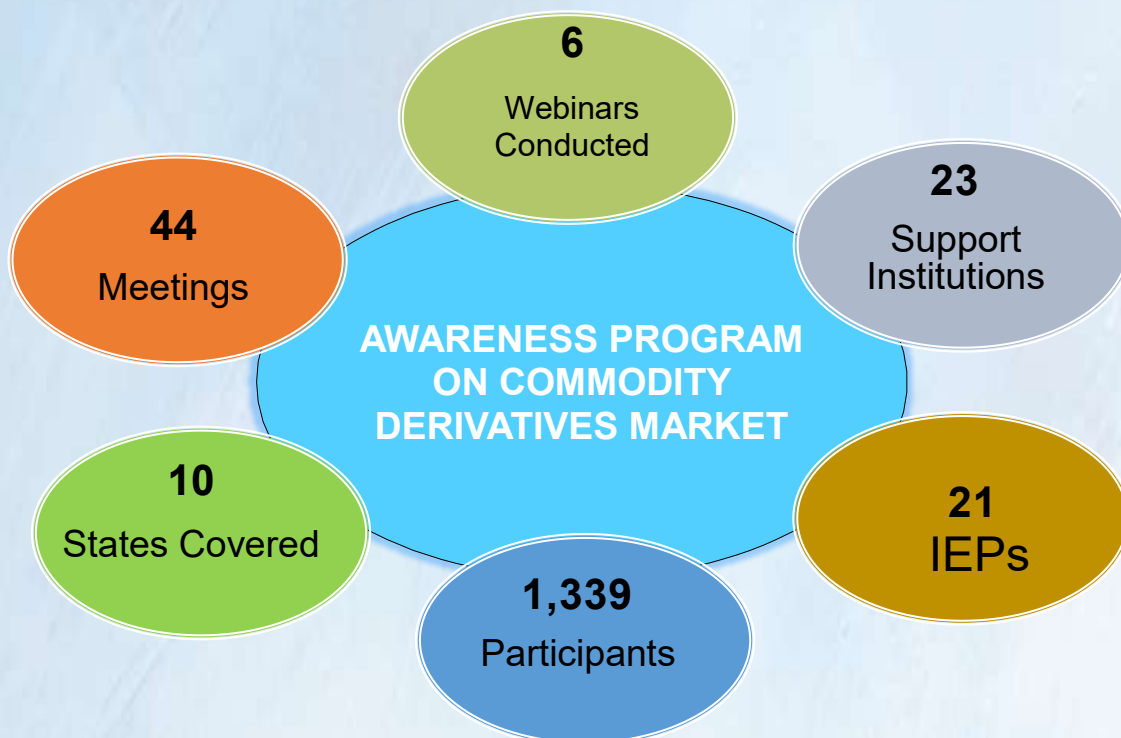 6
Webinars
Conducted
23
Support
Institutions
44
Meetings
AWARENESS PROGRAM
ON COMMODITY
DERIVATIVES MARKET
10
States Covered
21
IEPs
1,339
Participants